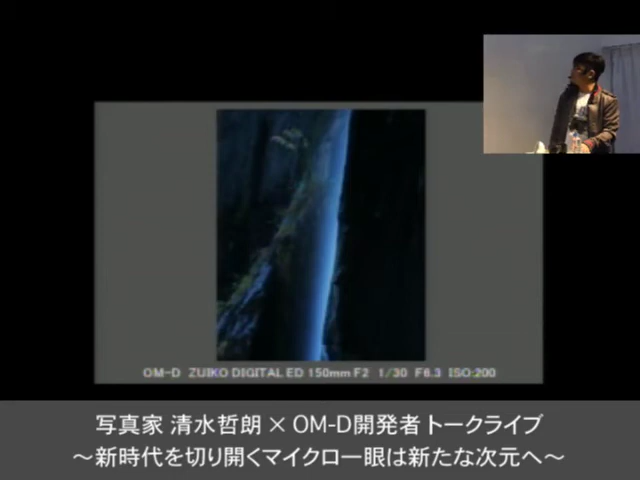 OM-D ZUIKO DIGITAL ED 150mm F2 1/30 F6.3 ISO:200
写真家 清水哲朗 × OM-D開発者 トークライブ
～新時代を切り開くマイクロ一眼は新たな次元へ～